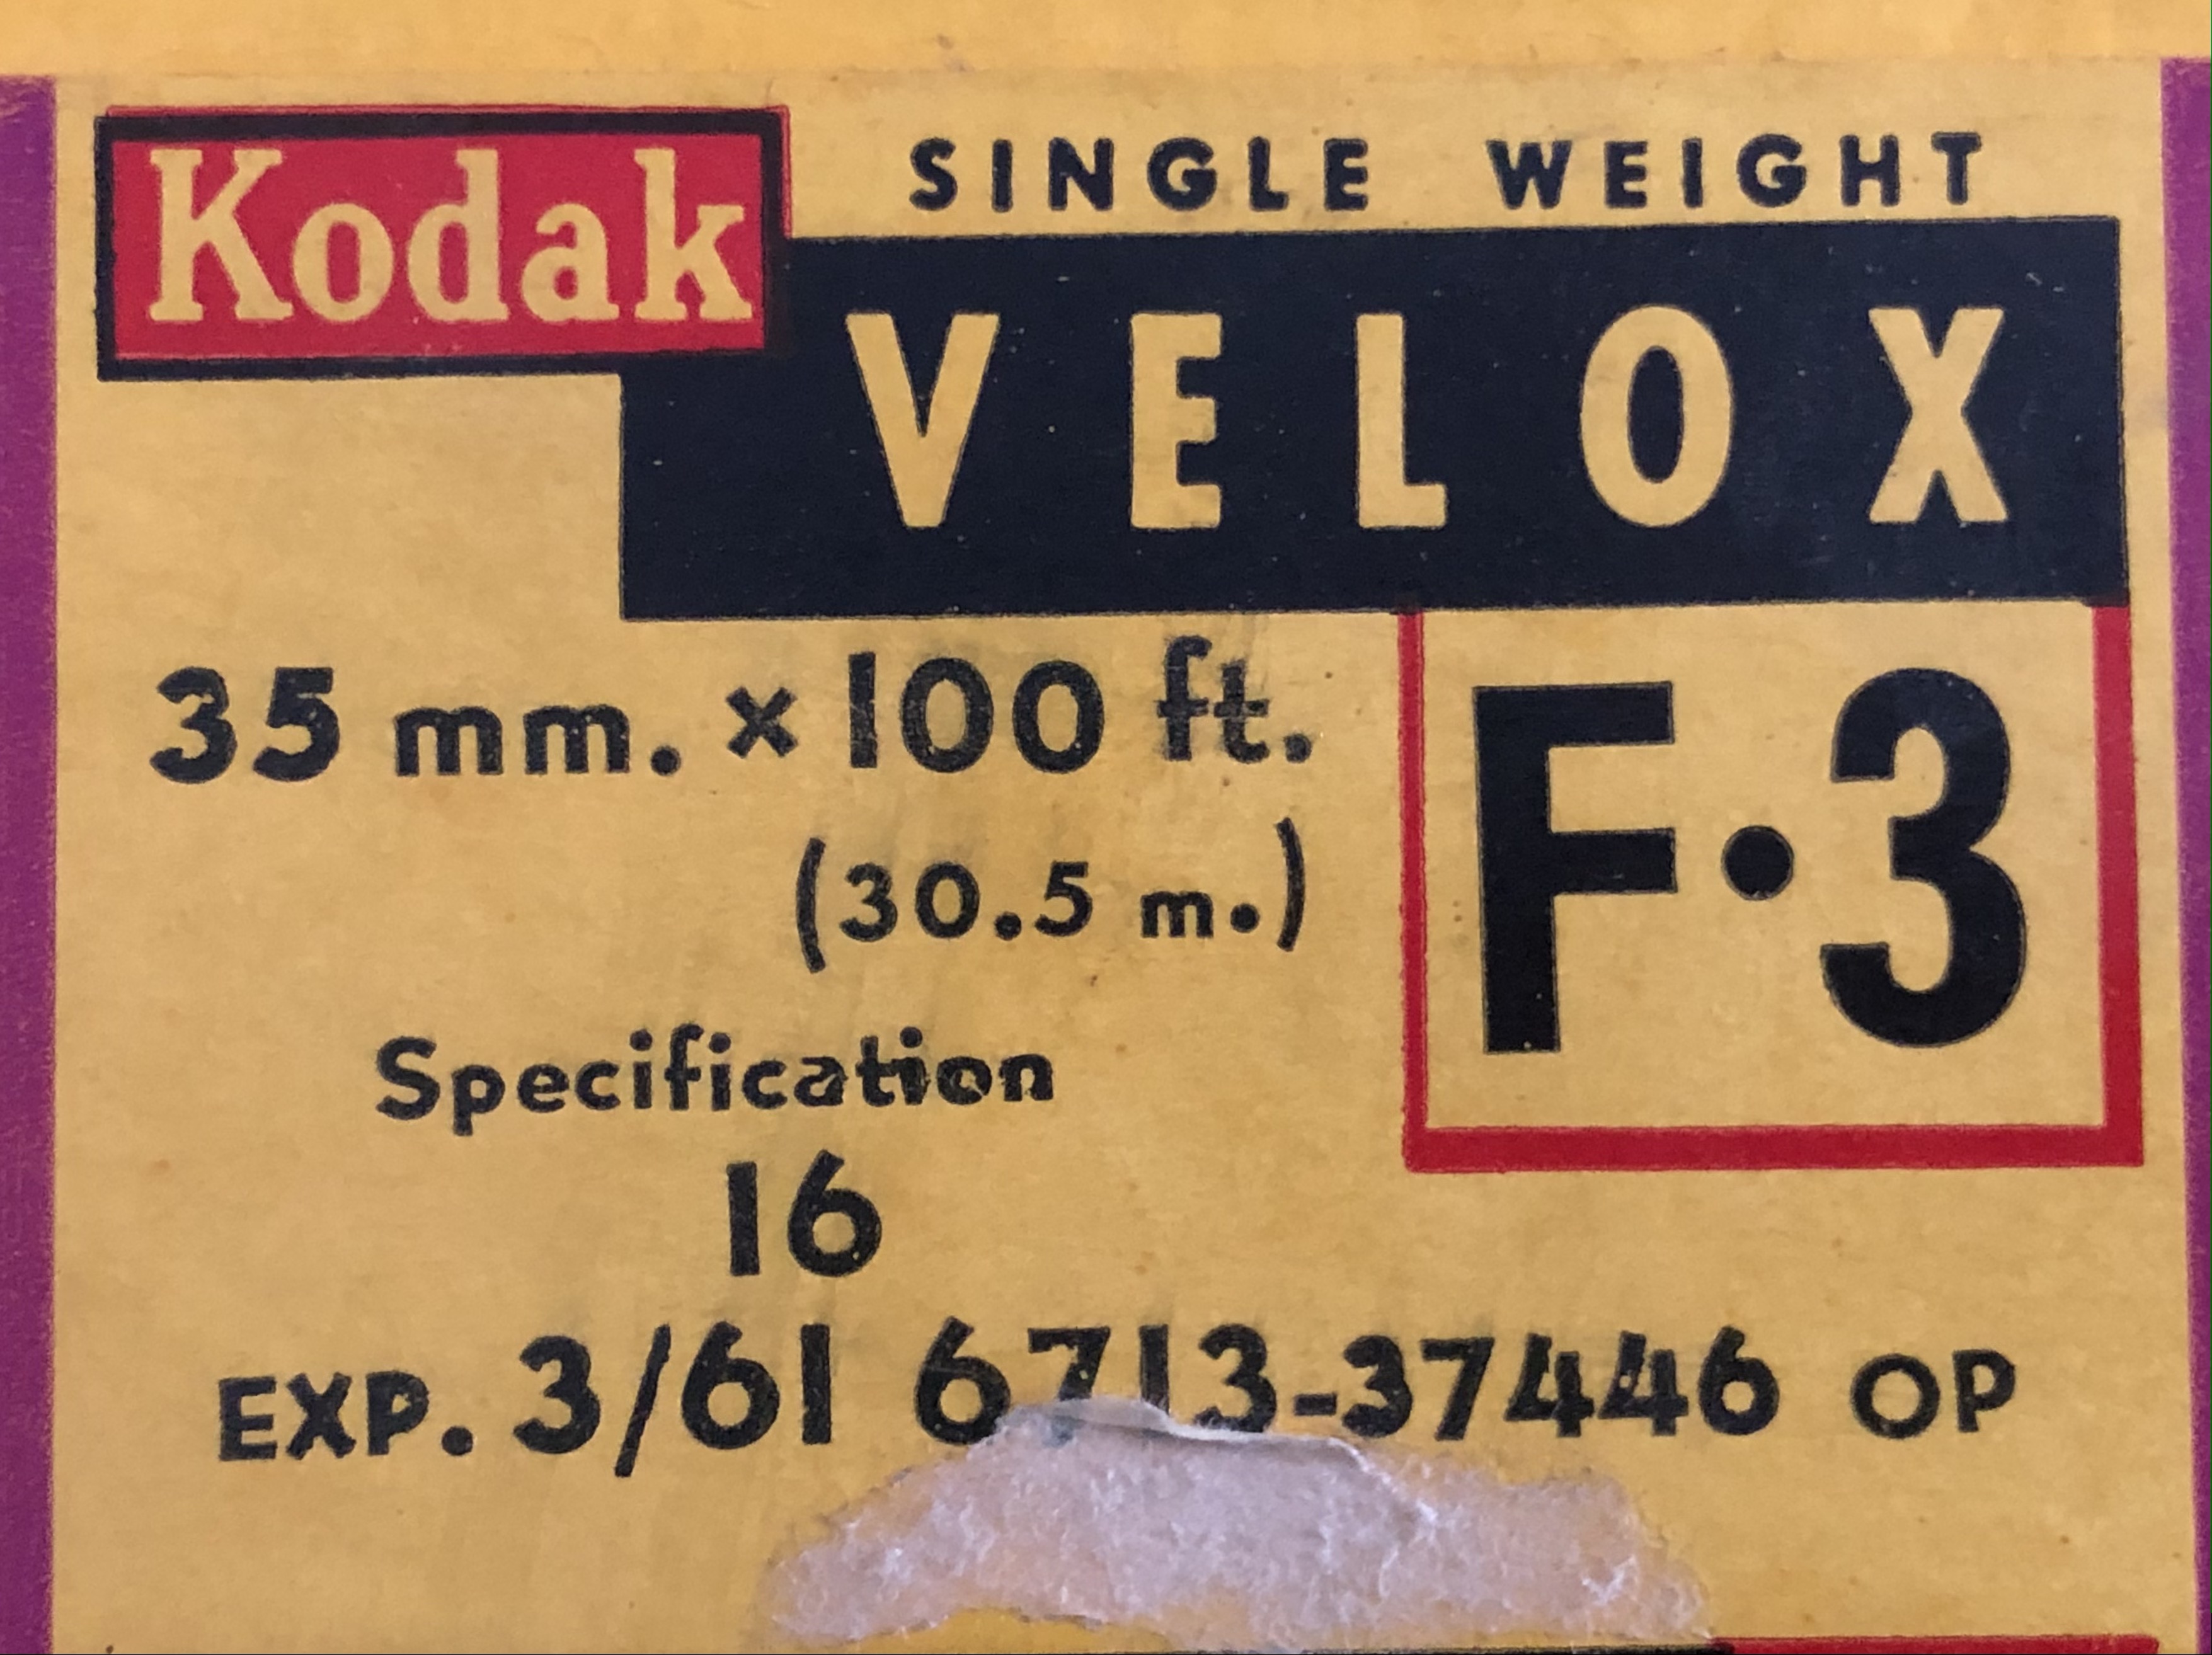 Kodak
SINGLE WEIGHT
VELOX
35 mm. × 100 ft.
(30.5 m.)
F•3
Specification
16
EXP. 3/61 6713-37446 OP